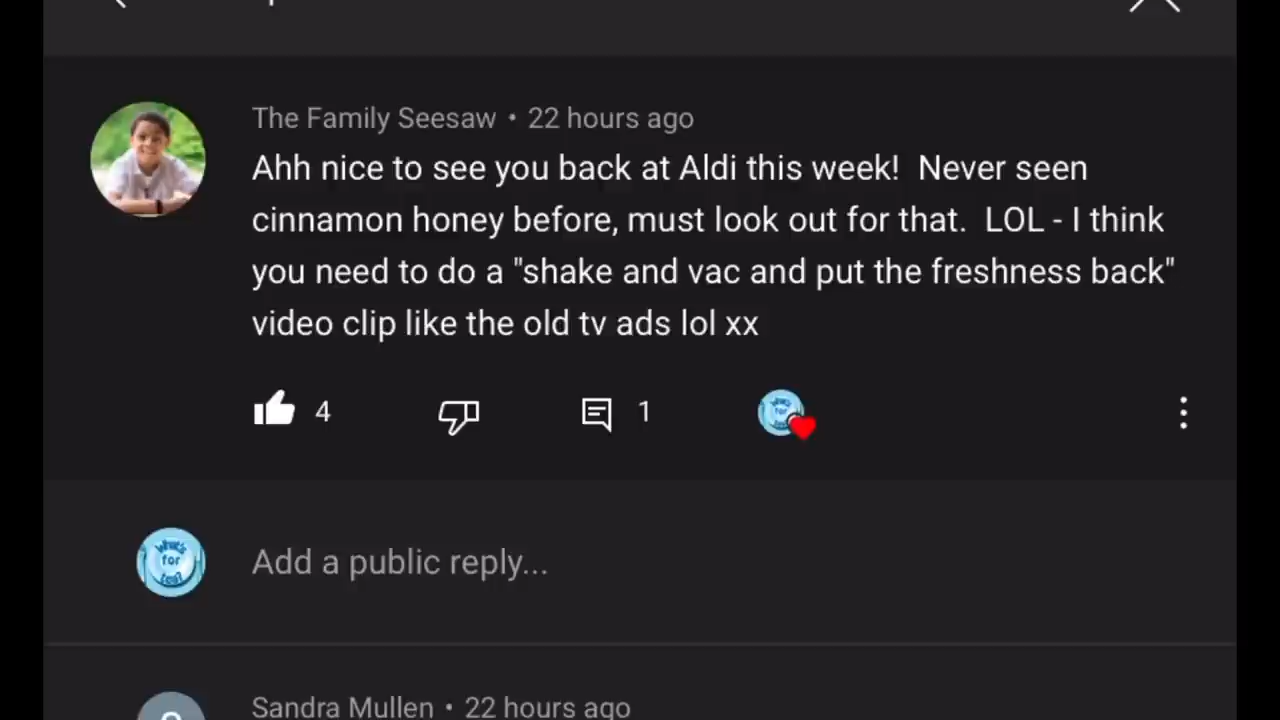 The Family Seesaw • 22 hours ago
Ahh nice to see you back at Aldi this week!  Never seen
cinnamon honey before, must look out for that.  LOL - I think
you need to do a "shake and vac and put the freshness back"
video clip like the old tv ads lol xx
4
1
What's
for
tea?
Add a public reply...
Sandra Mullen • 22 hours ago